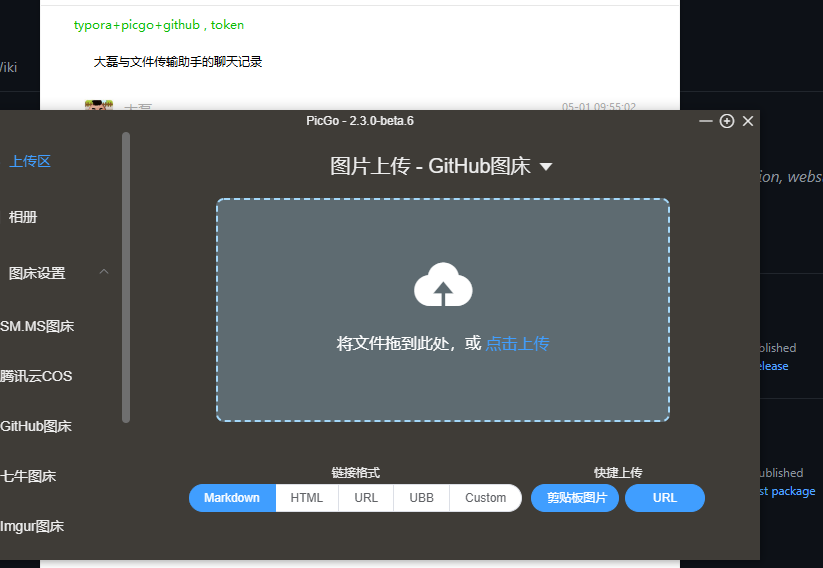 typora+picgo+github , token
大磊与文件传输助手的聊天记录
Wiki
大磊
05-01 09:55:02
PicGo - 2.3.0-beta.6
上传区
图片上传 - GitHub图床
相册
图床设置
SM.MS图床
腾讯云COS
GitHub图床
七牛图床
Imgur图床
将文件拖到此处，或 点击上传
链接格式
快捷上传
Markdown HTML URL UBB Custom
剪贴板图片 URL
ion, webs
blished
elease
ublished
st package